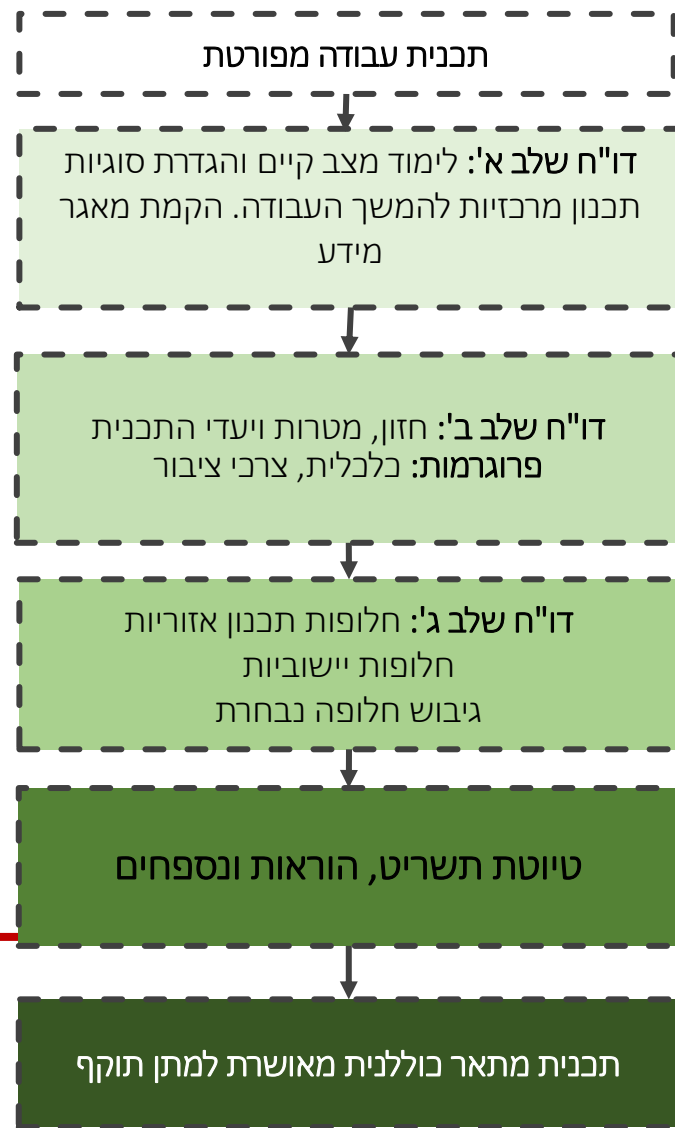 תכנית עבודה מפורטת
דו"ח שלב א': לימוד מצב קיים והגדרת סוגיות
תכנון מרכזיות להמשך העבודה. הקמת מאגר
מידע
דו"ח שלב ב': חזון, מטרות ויעדי התכנית
פרוגרמות: כלכלית, צרכי ציבור
דו"ח שלב ג': חלופות תכנון אזוריות
חלופות יישוביות
גיבוש חלופה נבחרת
טיוטת תשריט, הוראות ונספחים
תכנית מתאר כוללנית מאושרת למתן תוקף